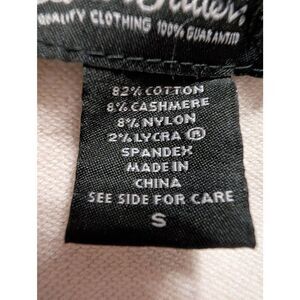 QUALITY CLOTHING 100% GUARANTEED
82% COTTON
8% CASHMERE
8% NYLON
2% LYCRA ®
SPANDEX
MADE IN
CHINA
SEE SIDE FOR CARE
S